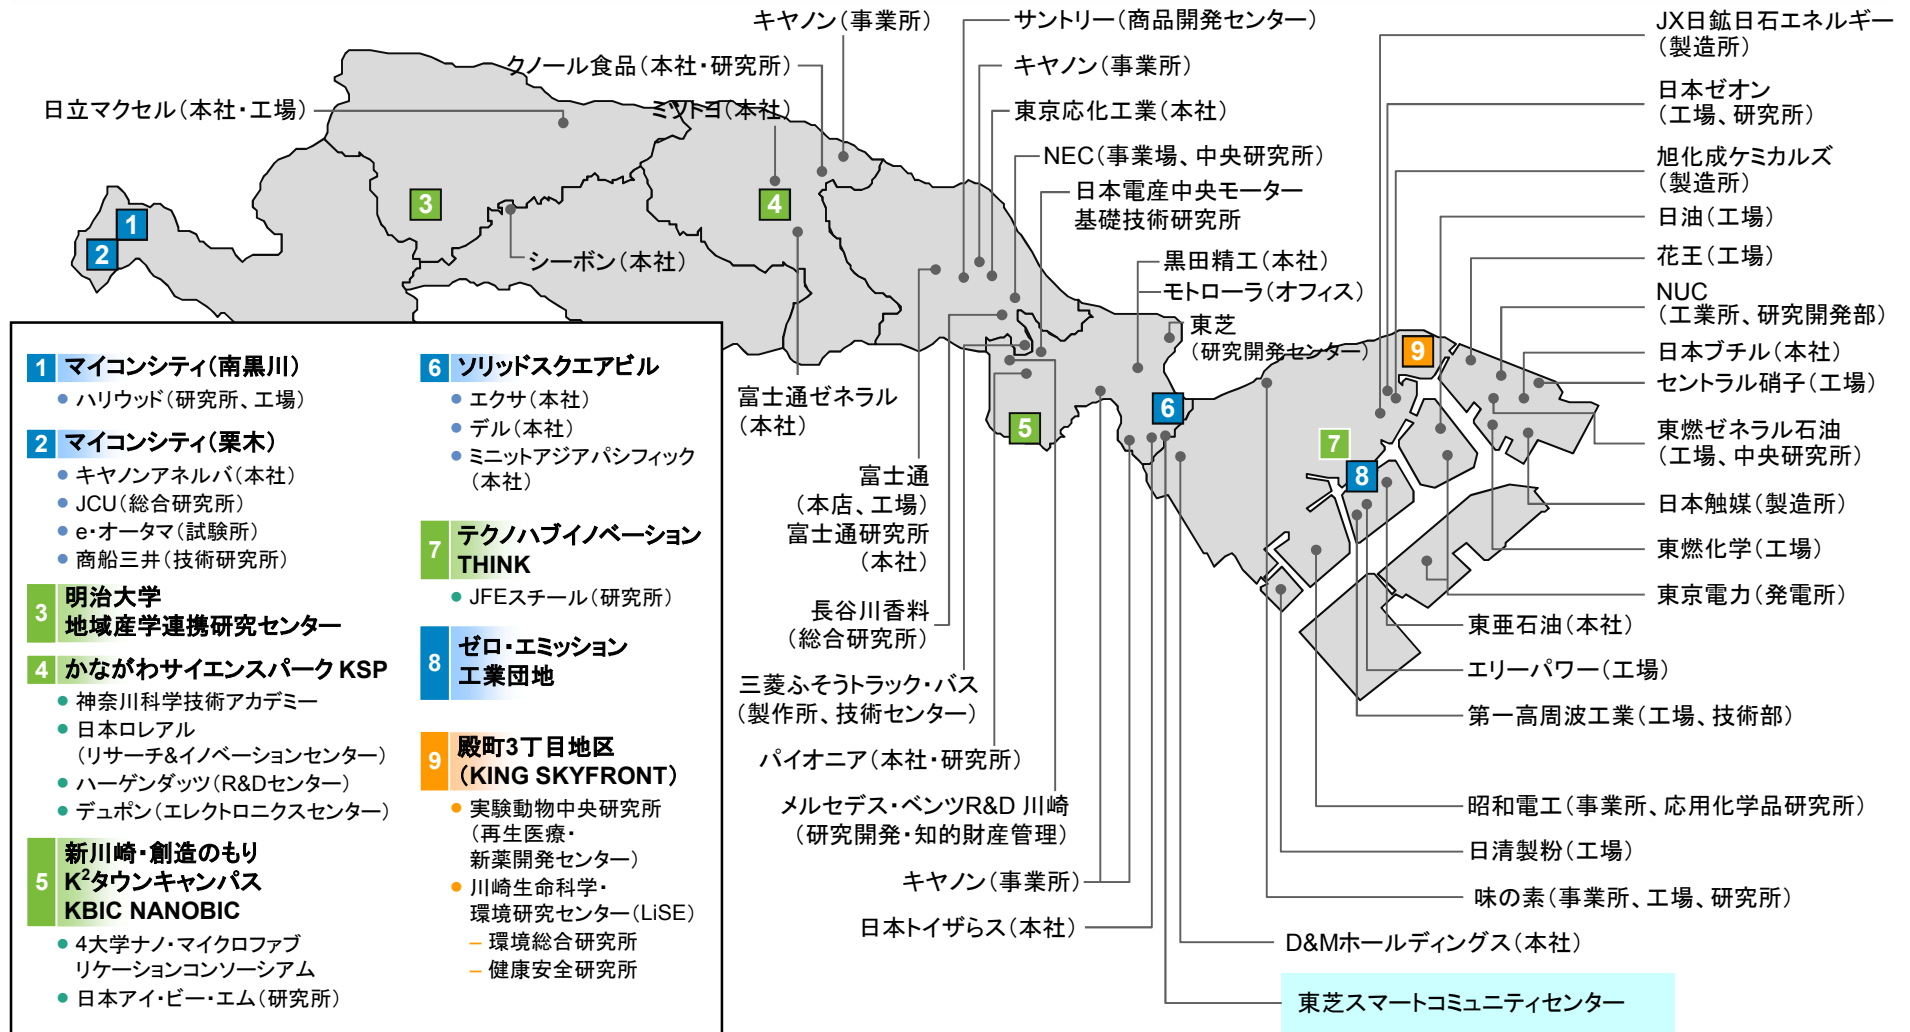 キヤノン（事業所）
クノール食品（本社・研究所）
日立マクセル（本社・工場）
ミツトヨ（本社）
サントリー（商品開発センター）
キヤノン（事業所）
東京応化工業（本社）
NEC（事業場、中央研究所）
日本電産中央モーター
基礎技術研究所
黒田精工（本社）
モトローラ（オフィス）
東芝
（研究開発センター）
シーボン（本社）
JX日鉱日石エネルギー
（製造所）
日本ゼオン
（工場、研究所）
旭化成ケミカルズ
（製造所）
日油（工場）
花王（工場）
NUC
（工業所、研究開発部）
日本ブチル（本社）
セントラル硝子（工場）
東燃ゼネラル石油
（工場、中央研究所）
日本触媒（製造所）
東燃化学（工場）
東京電力（発電所）
東亜石油（本社）
エリーパワー（工場）
第一高周波工業（工場、技術部）
昭和電工（事業所、応用化学品研究所）
日清製粉（工場）
味の素（事業所、工場、研究所）
D&Mホールディングス（本社）
東芝スマートコミュニティセンター
富士通ゼネラル
（本社）
富士通
（本店、工場）
富士通研究所
（本社）
長谷川香料
（総合研究所）
三菱ふそうトラック・バス
（製作所、技術センター）
パイオニア（本社・研究所）
メルセデス・ベンツR&D 川崎
（研究開発・知的財産管理）
キヤノン（事業所）
日本トイザらス（本社）
1
2
3
4
5
6
7
8
9
1 マイコンシティ（南黒川）
• ハリウッド（研究所、工場）
2 マイコンシティ（栗木）
• キヤノンアネルバ（本社）
• JCU（総合研究所）
• e・オータマ（試験所）
• 商船三井（技術研究所）
3 明治大学
地域産学連携研究センター
4 かながわサイエンスパーク KSP
• 神奈川科学技術アカデミー
• 日本ロレアル
（リサーチ&イノベーションセンター）
• ハーゲンダッツ（R&Dセンター）
• デュポン（エレクトロニクスセンター）
5 新川崎・創造のもり
K²タウンキャンパス
KBIC NANOBIC
• 4大学ナノ・マイクロファブ
リケーションコンソーシアム
• 日本アイ・ビー・エム（研究所）
6 ソリッドスクエアビル
• エクサ（本社）
• デル（本社）
• ミニットアジアパシフィック
（本社）
7 テクノハブイノベーション
THINK
• JFEスチール（研究所）
8 ゼロ・エミッション
工業団地
9 殿町3丁目地区
（KING SKYFRONT）
• 実験動物中央研究所
（再生医療・
新薬開発センター）
• 川崎生命科学・
環境研究センター（LiSE）
– 環境総合研究所
– 健康安全研究所